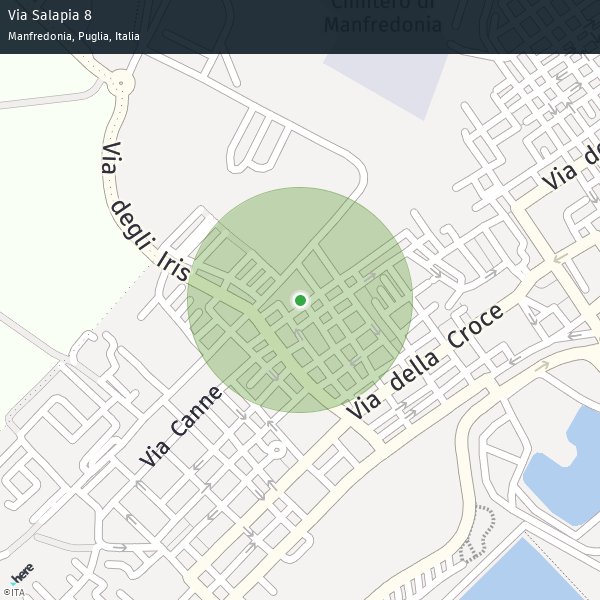 Via Salapia 8
Manfredonia, Puglia, Italia
Cimitero di
Manfredonia
Via de
Via degli Iris
Via della Croce
Via Canne
here
©ITA